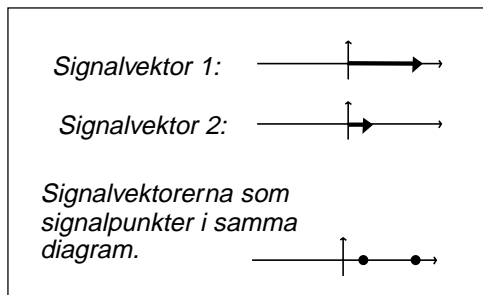 Signalvektor 1:
Signalvektor 2:
Signalvektorerna som
signalpunkter i samma
diagram.